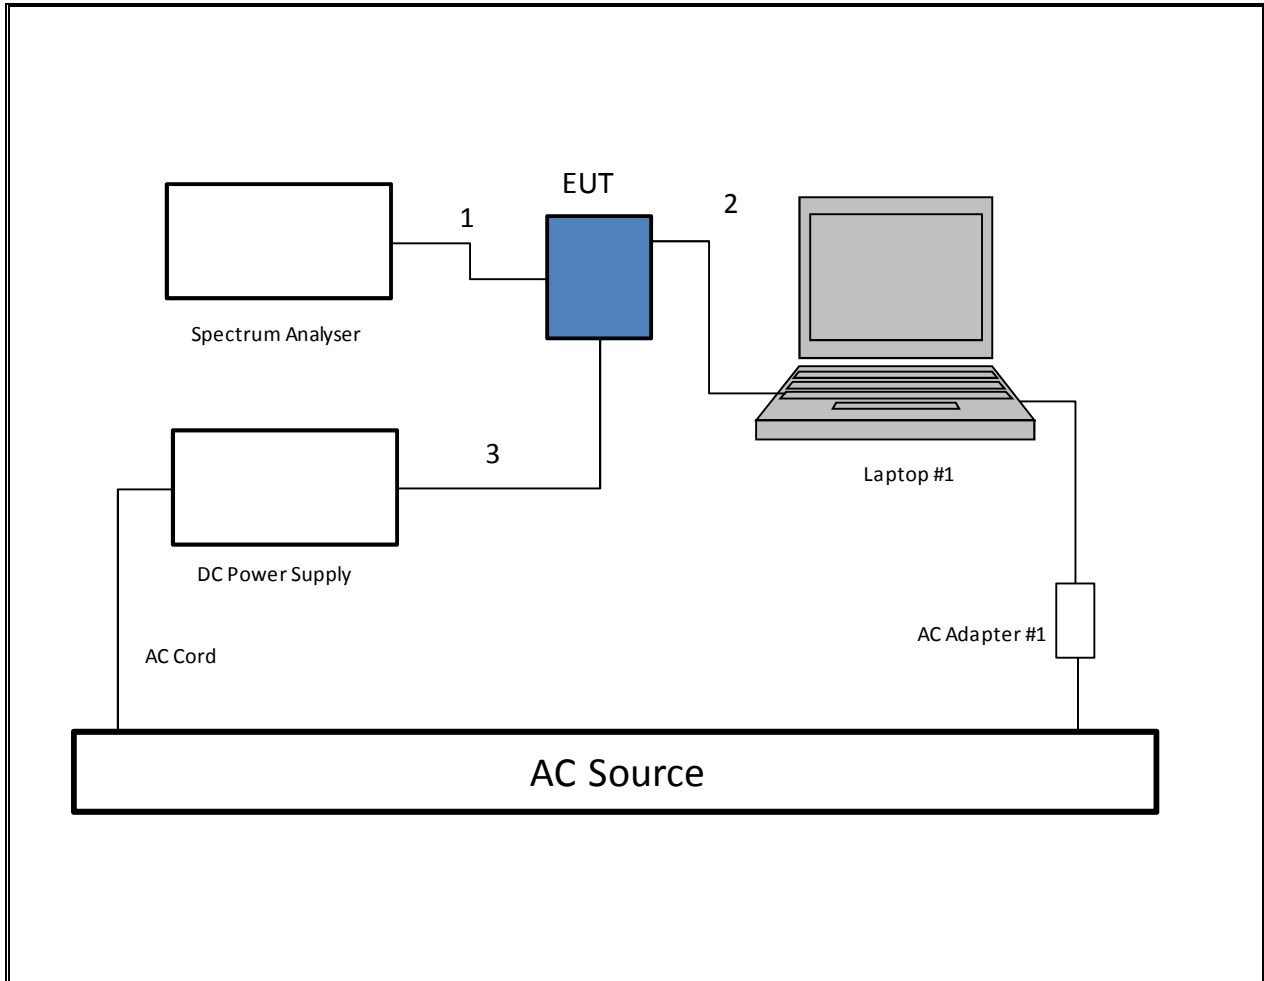 EUT
1
2
Spectrum Analyser
3
Laptop #1
DC Power Supply
AC Adapter #1
AC Cord
AC Source